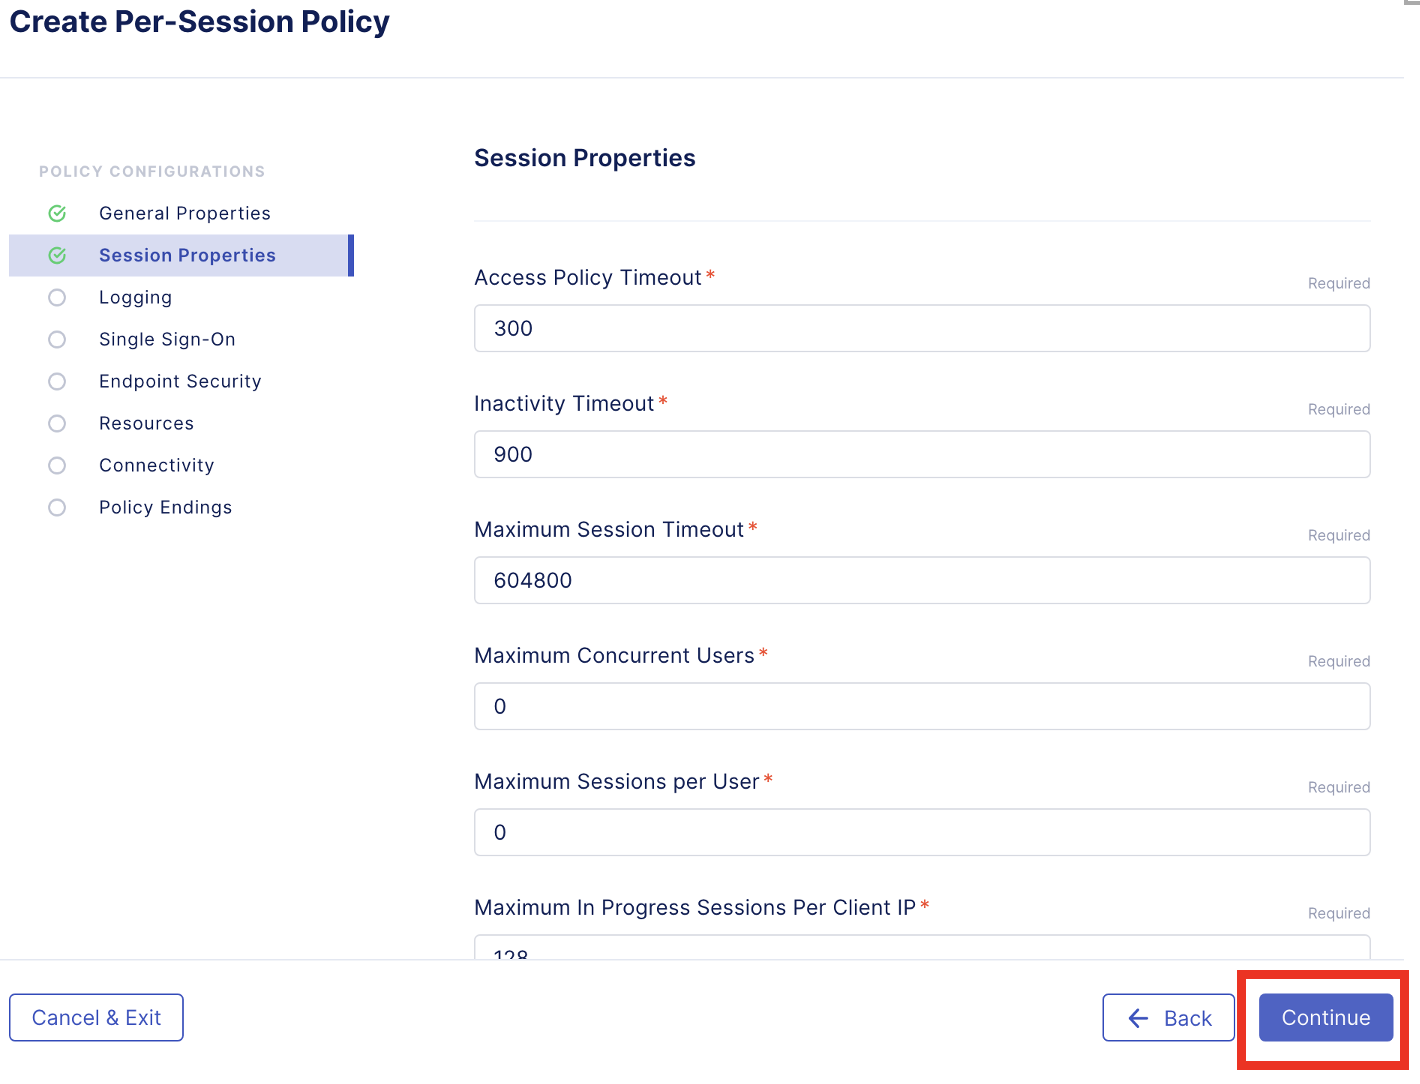 Create Per-Session Policy
POLICY CONFIGURATIONS
General Properties
Session Properties
Logging
Single Sign-On
Endpoint Security
Resources
Connectivity
Policy Endings
Session Properties
Access Policy Timeout*
Required
300
Inactivity Timeout*
Required
900
Maximum Session Timeout*
Required
604800
Maximum Concurrent Users*
Required
0
Maximum Sessions per User*
Required
0
Maximum In Progress Sessions Per Client IP*
Required
128
Cancel & Exit
Back
Continue